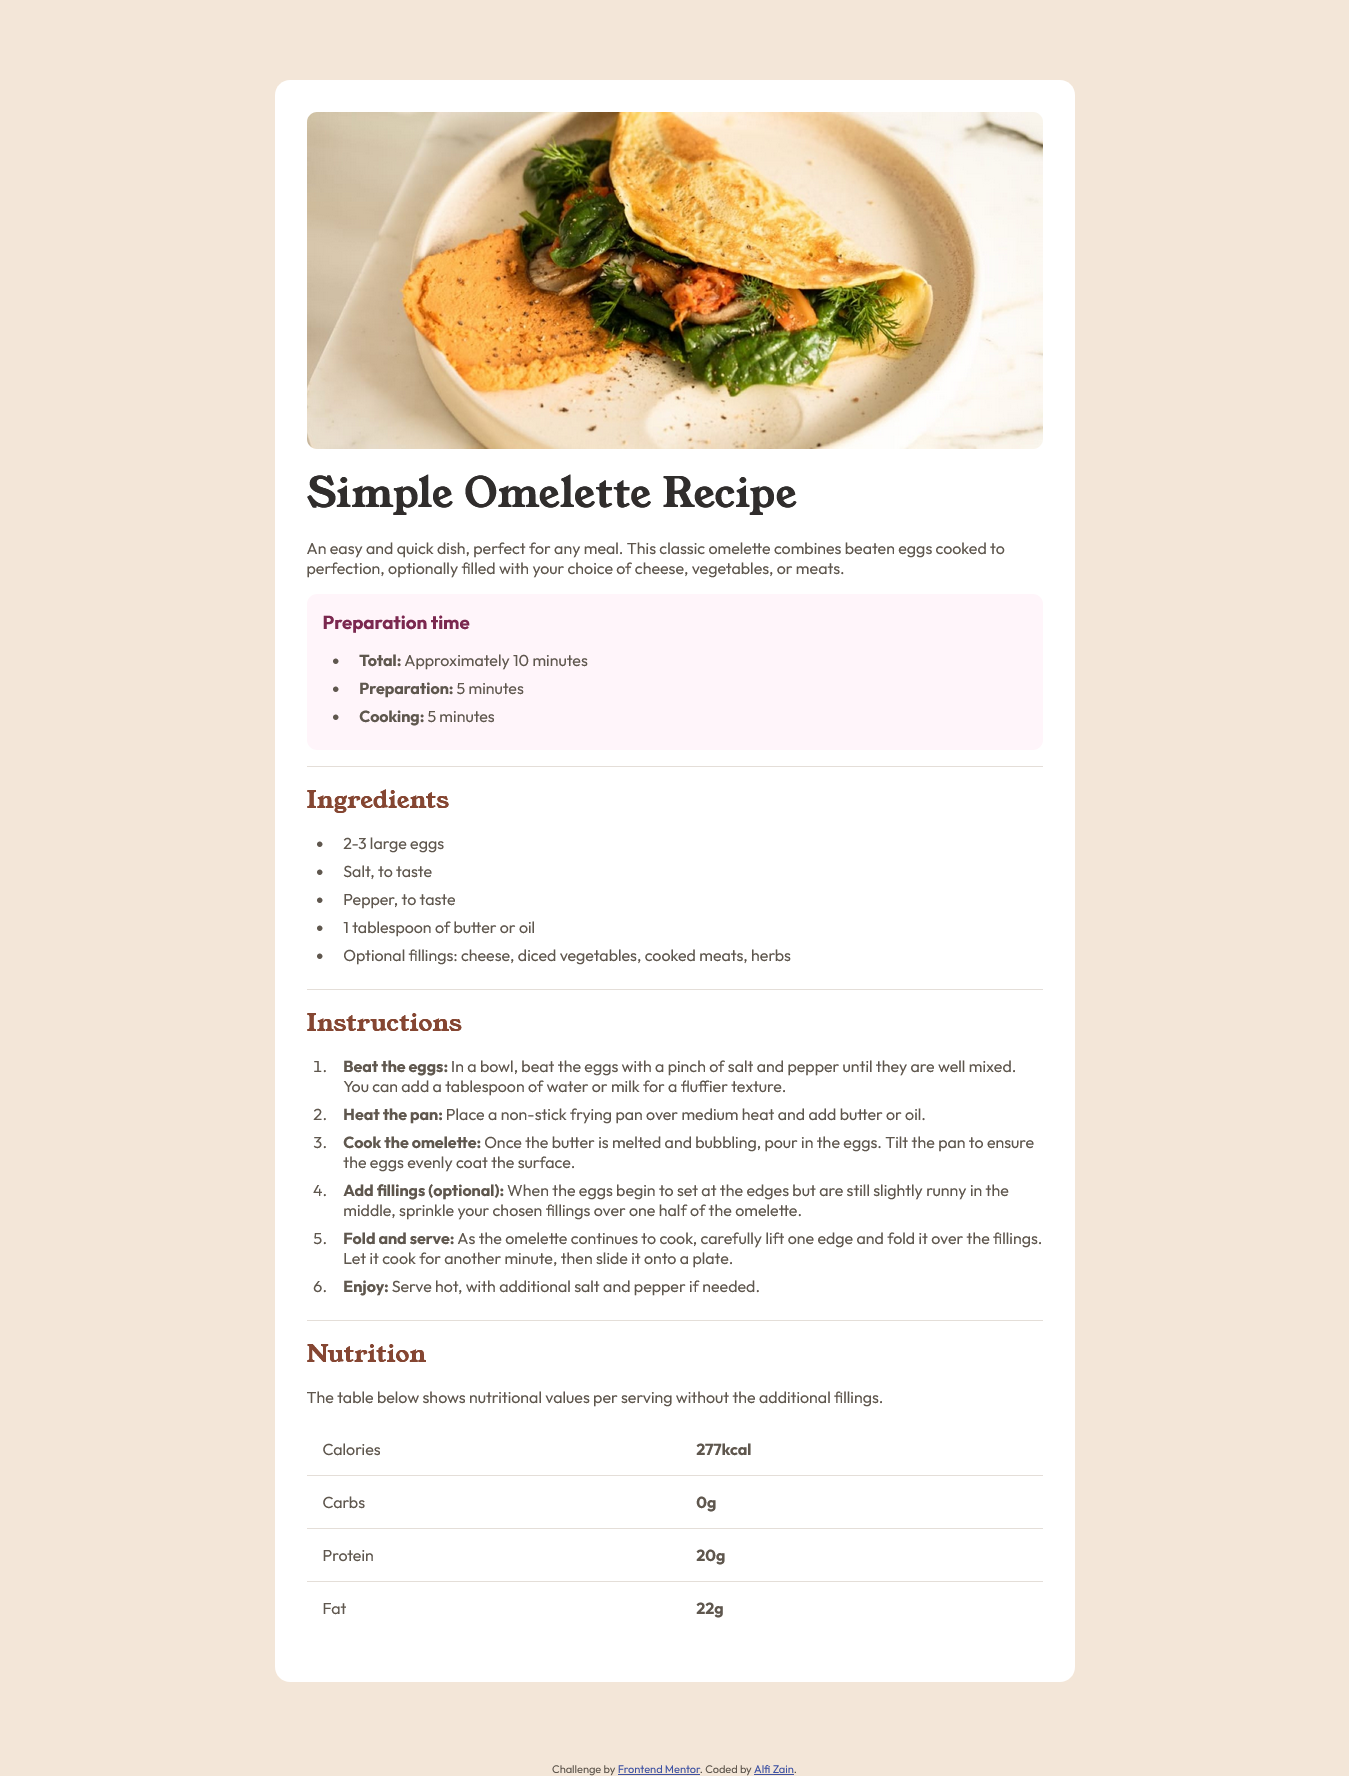 Simple Omelette Recipe
An easy and quick dish, perfect for any meal. This classic omelette combines beaten eggs cooked to
perfection, optionally filled with your choice of cheese, vegetables, or meats.
Preparation time
• Total: Approximately 10 minutes
• Preparation: 5 minutes
• Cooking: 5 minutes
Ingredients
• 2-3 large eggs
• Salt, to taste
• Pepper, to taste
• 1 tablespoon of butter or oil
• Optional fillings: cheese, diced vegetables, cooked meats, herbs
Instructions
1. Beat the eggs: In a bowl, beat the eggs with a pinch of salt and pepper until they are well mixed.
You can add a tablespoon of water or milk for a fluffier texture.
2. Heat the pan: Place a non-stick frying pan over medium heat and add butter or oil.
3. Cook the omelette: Once the butter is melted and bubbling, pour in the eggs. Tilt the pan to ensure
the eggs evenly coat the surface.
4. Add fillings (optional): When the eggs begin to set at the edges but are still slightly runny in the
middle, sprinkle your chosen fillings over one half of the omelette.
5. Fold and serve: As the omelette continues to cook, carefully lift one edge and fold it over the fillings.
Let it cook for another minute, then slide it onto a plate.
6. Enjoy: Serve hot, with additional salt and pepper if needed.
Nutrition
The table below shows nutritional values per serving without the additional fillings.
Calories 277kcal
Carbs 0g
Protein 20g
Fat 22g
Challenge by Frontend Mentor. Coded by Alfi Zain.